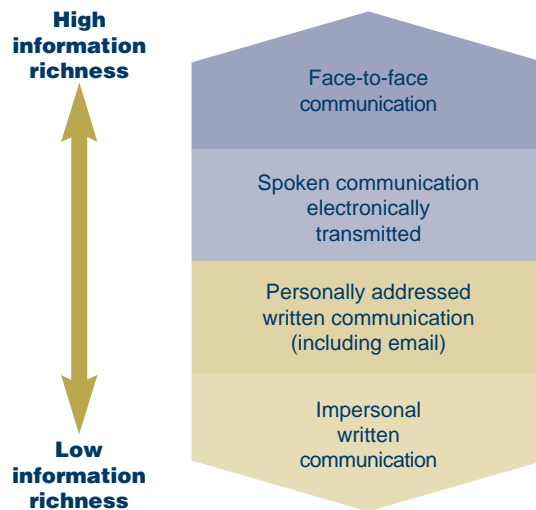 High
information
richness
Face-to-face
communication
Spoken communication
electronically
transmitted
Personally addressed
written communication
(including email)
Impersonal
written
communication
Low
information
richness